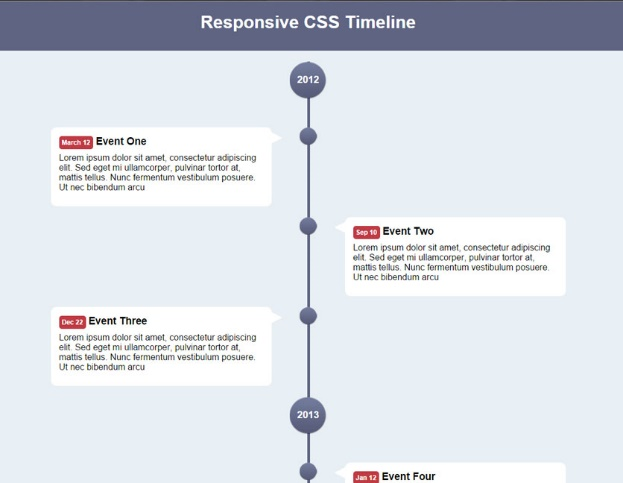 Responsive CSS Timeline
2012
March 12 Event One
Lorem ipsum dolor sit amet, consectetur adipiscing
elit. Sed eget mi ullamcorper, pulvinar tortor at,
mattis tellus. Nunc fermentum vestibulum posuere.
Ut nec bibendum arcu
Sep 10 Event Two
Lorem ipsum dolor sit amet, consectetur adipiscing
elit. Sed eget mi ullamcorper, pulvinar tortor at,
mattis tellus. Nunc fermentum vestibulum posuere.
Ut nec bibendum arcu
Dec 22 Event Three
Lorem ipsum dolor sit amet, consectetur adipiscing
elit. Sed eget mi ullamcorper, pulvinar tortor at,
mattis tellus. Nunc fermentum vestibulum posuere.
Ut nec bibendum arcu
2013
Jan 12 Event Four